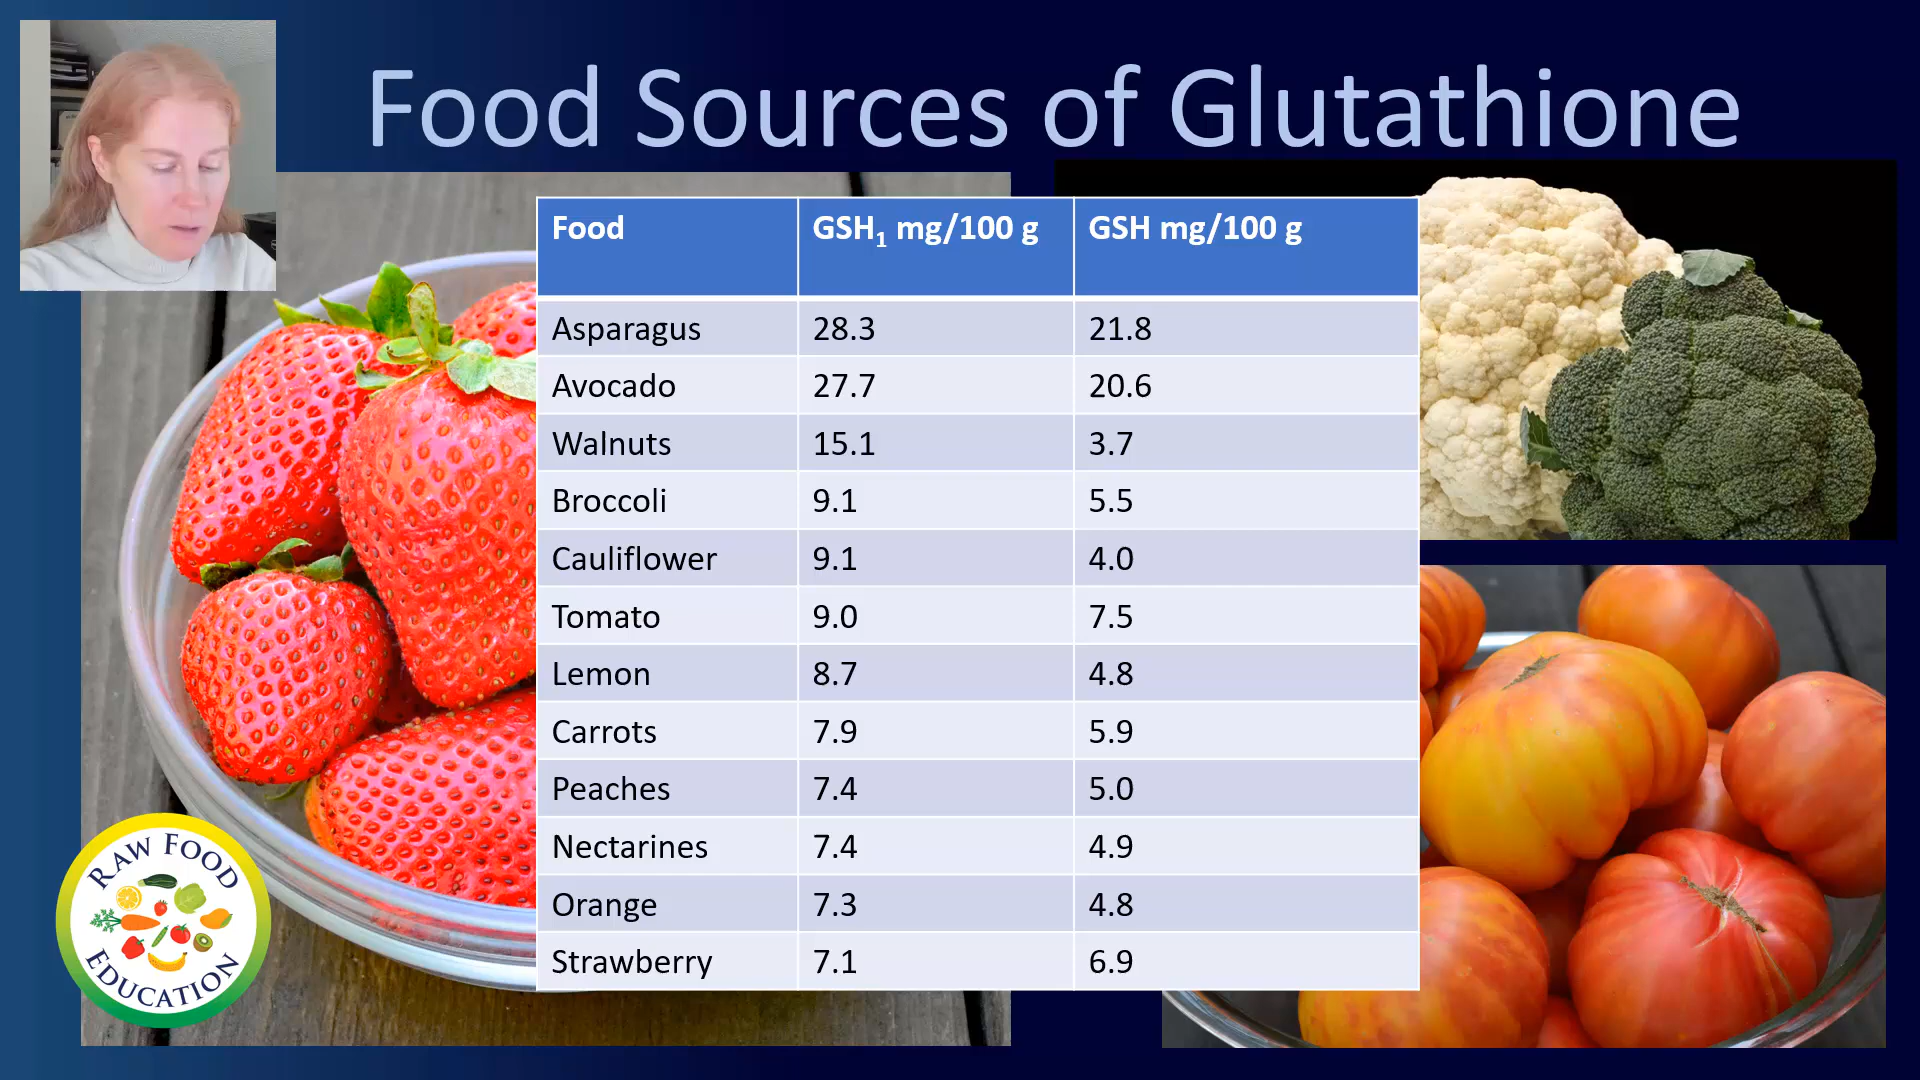 Food Sources of Glutathione
Food GSH₁ mg/100 g GSH mg/100 g
Asparagus 28.3 21.8
Avocado 27.7 20.6
Walnuts 15.1 3.7
Broccoli 9.1 5.5
Cauliflower 9.1 4.0
Tomato 9.0 7.5
Lemon 8.7 4.8
Carrots 7.9 5.9
Peaches 7.4 5.0
Nectarines 7.4 4.9
Orange 7.3 4.8
Strawberry 7.1 6.9
RAW FOOD
EDUCATION